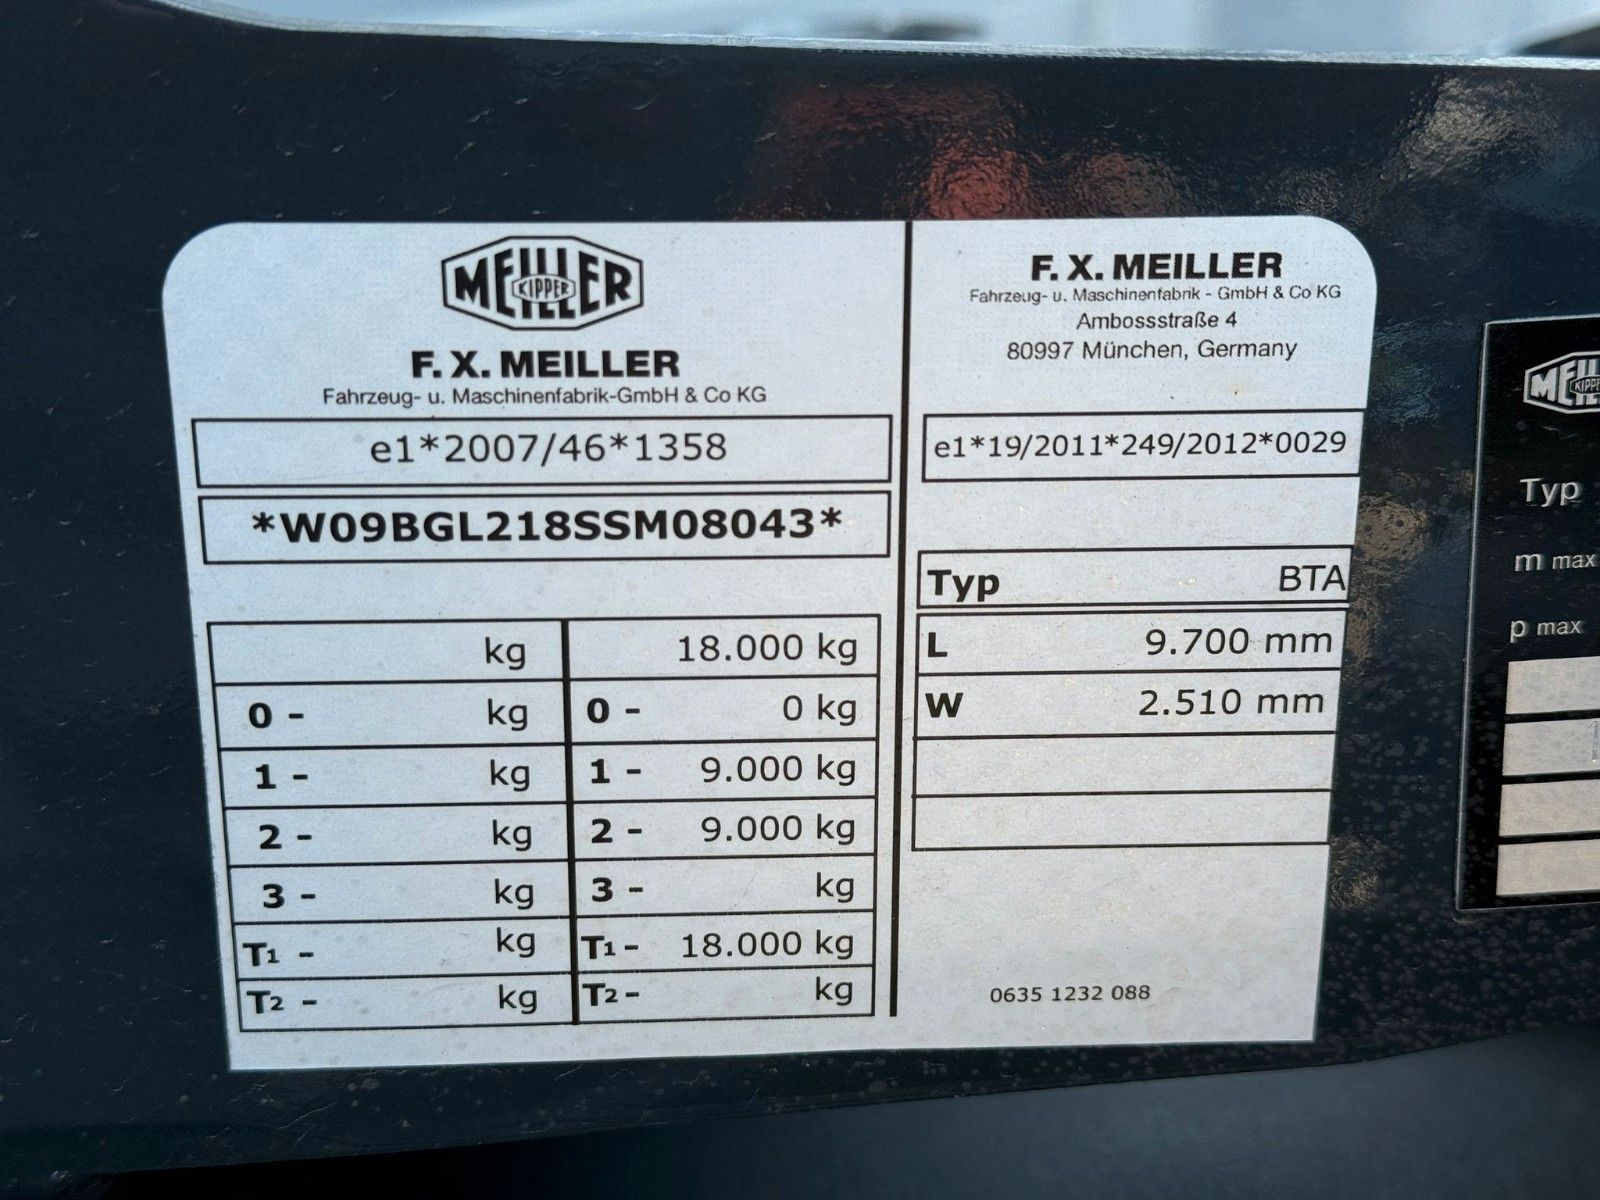 MEILLER
KIPPER
F. X. MEILLER
Fahrzeug- u. Maschinenfabrik-GmbH & Co KG
e1*2007/46*1358
*W09BGL218SSM08043*
kg 18.000 kg
0 - kg 0 - 0 kg
1 - kg 1 - 9.000 kg
2 - kg 2 - 9.000 kg
3 - kg 3 - kg
T1 - kg T1 - 18.000 kg
T2 - kg T2 - kg
F. X. MEILLER
Fahrzeug- u. Maschinenfabrik - GmbH & Co KG
Ambossstraße 4
80997 München, Germany
e1*19/2011*249/2012*0029
Typ BTA
L 9.700 mm
W 2.510 mm
0635 1232 088
Typ
m max
p max